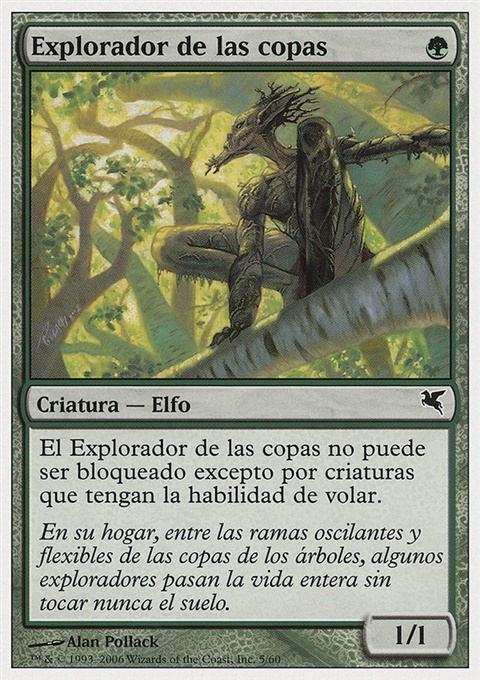 Explorador de las copas
Criatura — Elfo
El Explorador de las copas no puede
ser bloqueado excepto por criaturas
que tengan la habilidad de volar.
En su hogar, entre las ramas oscilantes y
flexibles de las copas de los árboles, algunos
exploradores pasan la vida entera sin
tocar nunca el suelo.
1/1
Alan Pollack
™ & © 1993–2006 Wizards of the Coast, Inc. 5/60